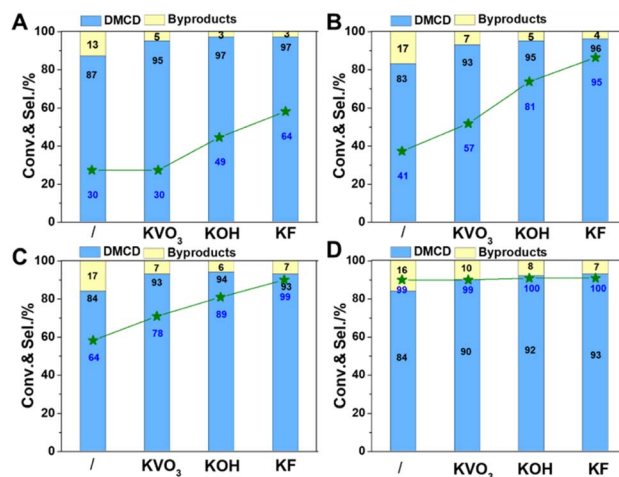 A
DMCD
Byproducts
Conv.& Sel./%
100
80
60
40
20
0
13
5
3
3
87
95
97
97
30
30
49
64
/
KVO₃
KOH
KF
B
DMCD
Byproducts
Conv.& Sel./%
100
80
60
40
20
0
17
7
5
4
83
93
95
96
41
57
81
95
/
KVO₃
KOH
KF
C
DMCD
Byproducts
Conv.& Sel./%
100
80
60
40
20
0
17
7
6
7
84
93
94
93
64
78
89
99
/
KVO₃
KOH
KF
D
DMCD
Byproducts
Conv.& Sel./%
100
80
60
40
20
0
16
10
8
7
99
99
100
100
84
90
92
93
/
KVO₃
KOH
KF